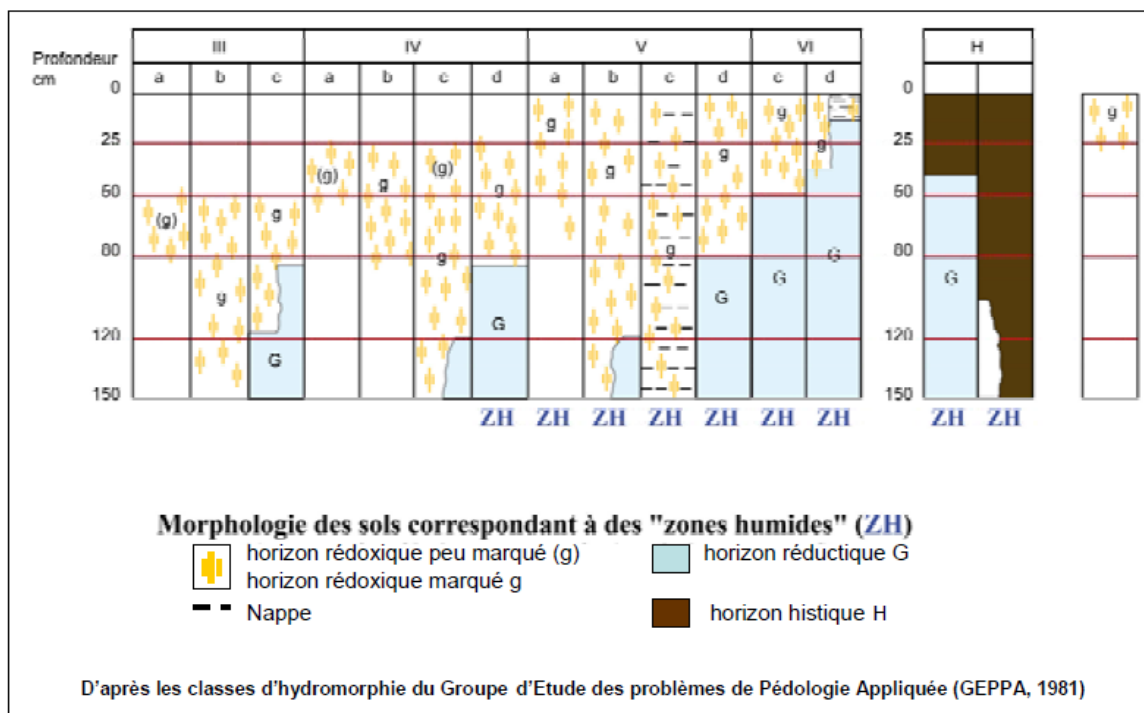 III IV V VI H
Profondeur
cm
a b c a b c d a b c d c d
0 0
25 25
50 50
80 80
120 120
150 150
(g) g g G
(g) g (g) g g G
g g g g G
g G g G
G
g
ZH ZH ZH ZH ZH ZH ZH ZH ZH
Morphologie des sols correspondant à des "zones humides" (ZH)
horizon rédoxique peu marqué (g) horizon réductique G
horizon rédoxique marqué g
Nappe horizon histique H
D'après les classes d'hydromorphie du Groupe d'Etude des problèmes de Pédologie Appliquée (GEPPA, 1981)